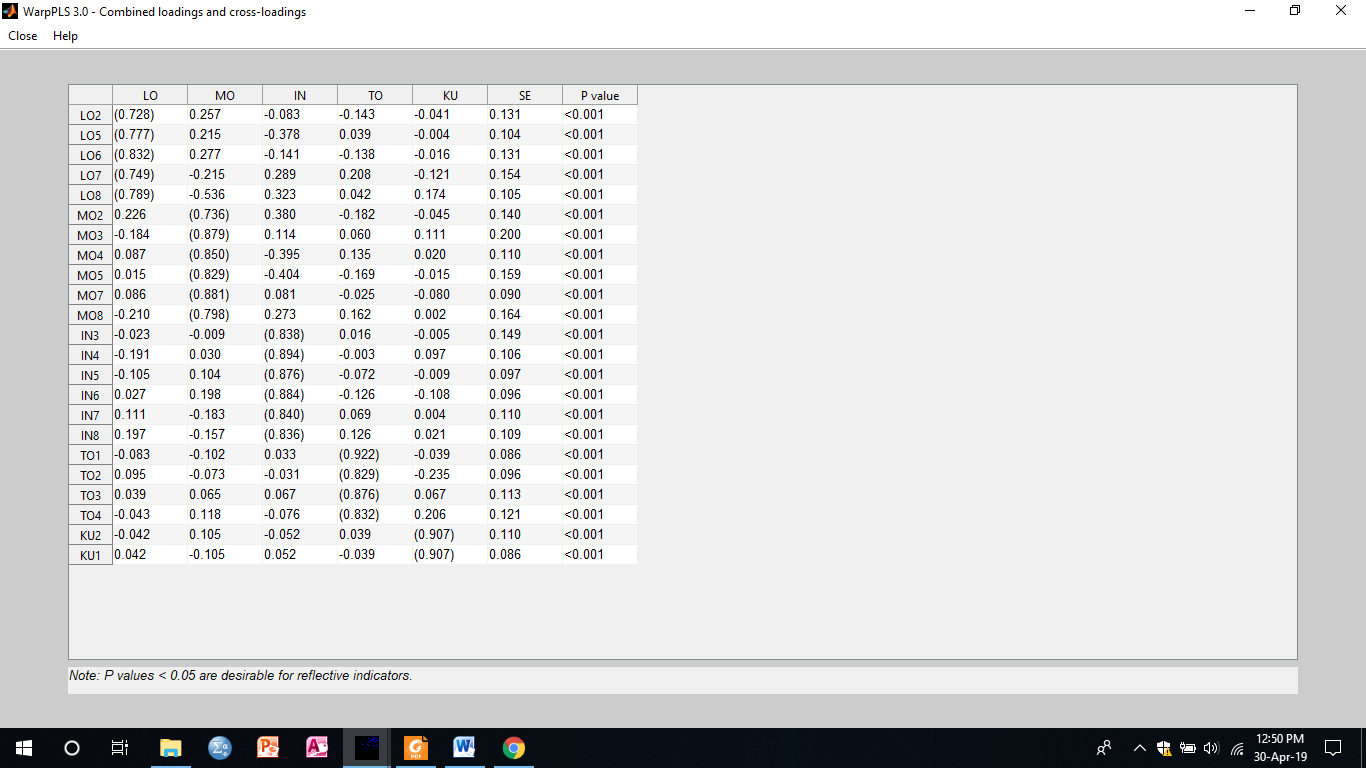 WarpPLS 3.0 - Combined loadings and cross-loadings
Close Help
LO MO IN TO KU SE P value
LO2 (0.728) 0.257 -0.083 -0.143 -0.041 0.131 <0.001
LO5 (0.777) 0.215 -0.378 0.039 -0.004 0.104 <0.001
LO6 (0.832) 0.277 -0.141 -0.138 -0.016 0.131 <0.001
LO7 (0.749) -0.215 0.289 0.208 -0.121 0.154 <0.001
LO8 (0.789) -0.536 0.323 0.042 0.174 0.105 <0.001
MO2 0.226 (0.736) 0.380 -0.182 -0.045 0.140 <0.001
MO3 -0.184 (0.879) 0.114 0.060 0.111 0.200 <0.001
MO4 0.087 (0.850) -0.395 0.135 0.020 0.110 <0.001
MO5 0.015 (0.829) -0.404 -0.169 -0.015 0.159 <0.001
MO7 0.086 (0.881) 0.081 -0.025 -0.080 0.090 <0.001
MO8 -0.210 (0.798) 0.273 0.162 0.002 0.164 <0.001
IN3 -0.023 -0.009 (0.838) 0.016 -0.005 0.149 <0.001
IN4 -0.191 0.030 (0.894) -0.003 0.097 0.106 <0.001
IN5 -0.105 0.104 (0.876) -0.072 -0.009 0.097 <0.001
IN6 0.027 0.198 (0.884) -0.126 -0.108 0.096 <0.001
IN7 0.111 -0.183 (0.840) 0.069 0.004 0.110 <0.001
IN8 0.197 -0.157 (0.836) 0.126 0.021 0.109 <0.001
TO1 -0.083 -0.102 0.033 (0.922) -0.039 0.086 <0.001
TO2 0.095 -0.073 -0.031 (0.829) -0.235 0.096 <0.001
TO3 0.039 0.065 0.067 (0.876) 0.067 0.113 <0.001
TO4 -0.043 0.118 -0.076 (0.832) 0.206 0.121 <0.001
KU2 -0.042 0.105 -0.052 0.039 (0.907) 0.110 <0.001
KU1 0.042 -0.105 0.052 -0.039 (0.907) 0.086 <0.001
Note: P values < 0.05 are desirable for reflective indicators.
12:50 PM
30-Apr-19